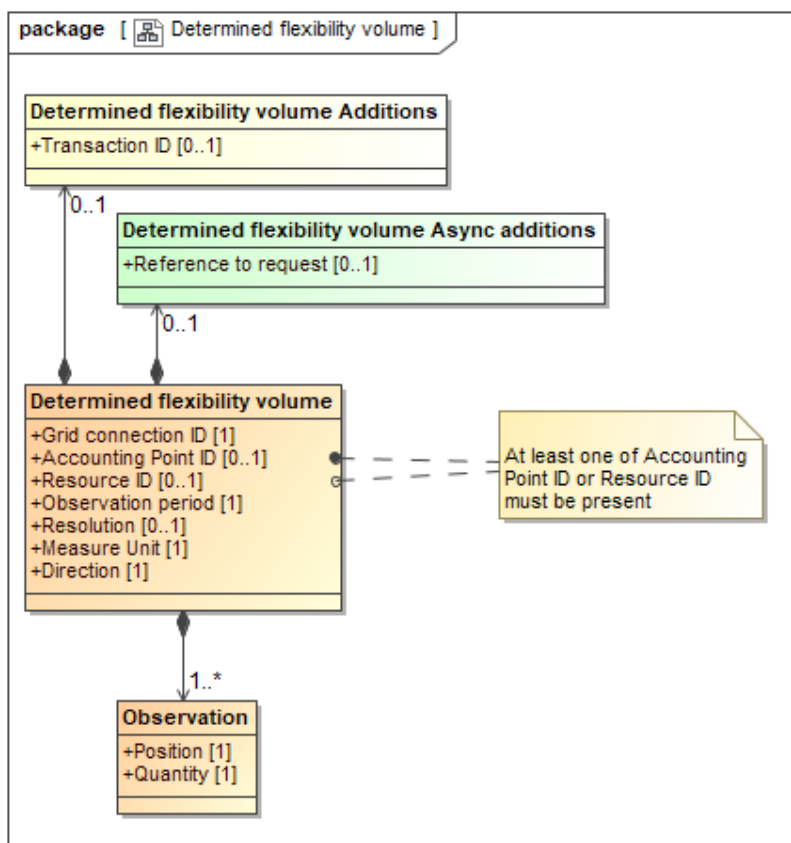 package [ Determined flexibility volume ]
Determined flexibility volume Additions
+Transaction ID [0..1]
0..1
Determined flexibility volume Async additions
+Reference to request [0..1]
0..1
Determined flexibility volume
+Grid connection ID [1]
+Accounting Point ID [0..1]
+Resource ID [0..1]
+Observation period [1]
+Resolution [0..1]
+Measure Unit [1]
+Direction [1]
At least one of Accounting
Point ID or Resource ID
must be present
1..*
Observation
+Position [1]
+Quantity [1]